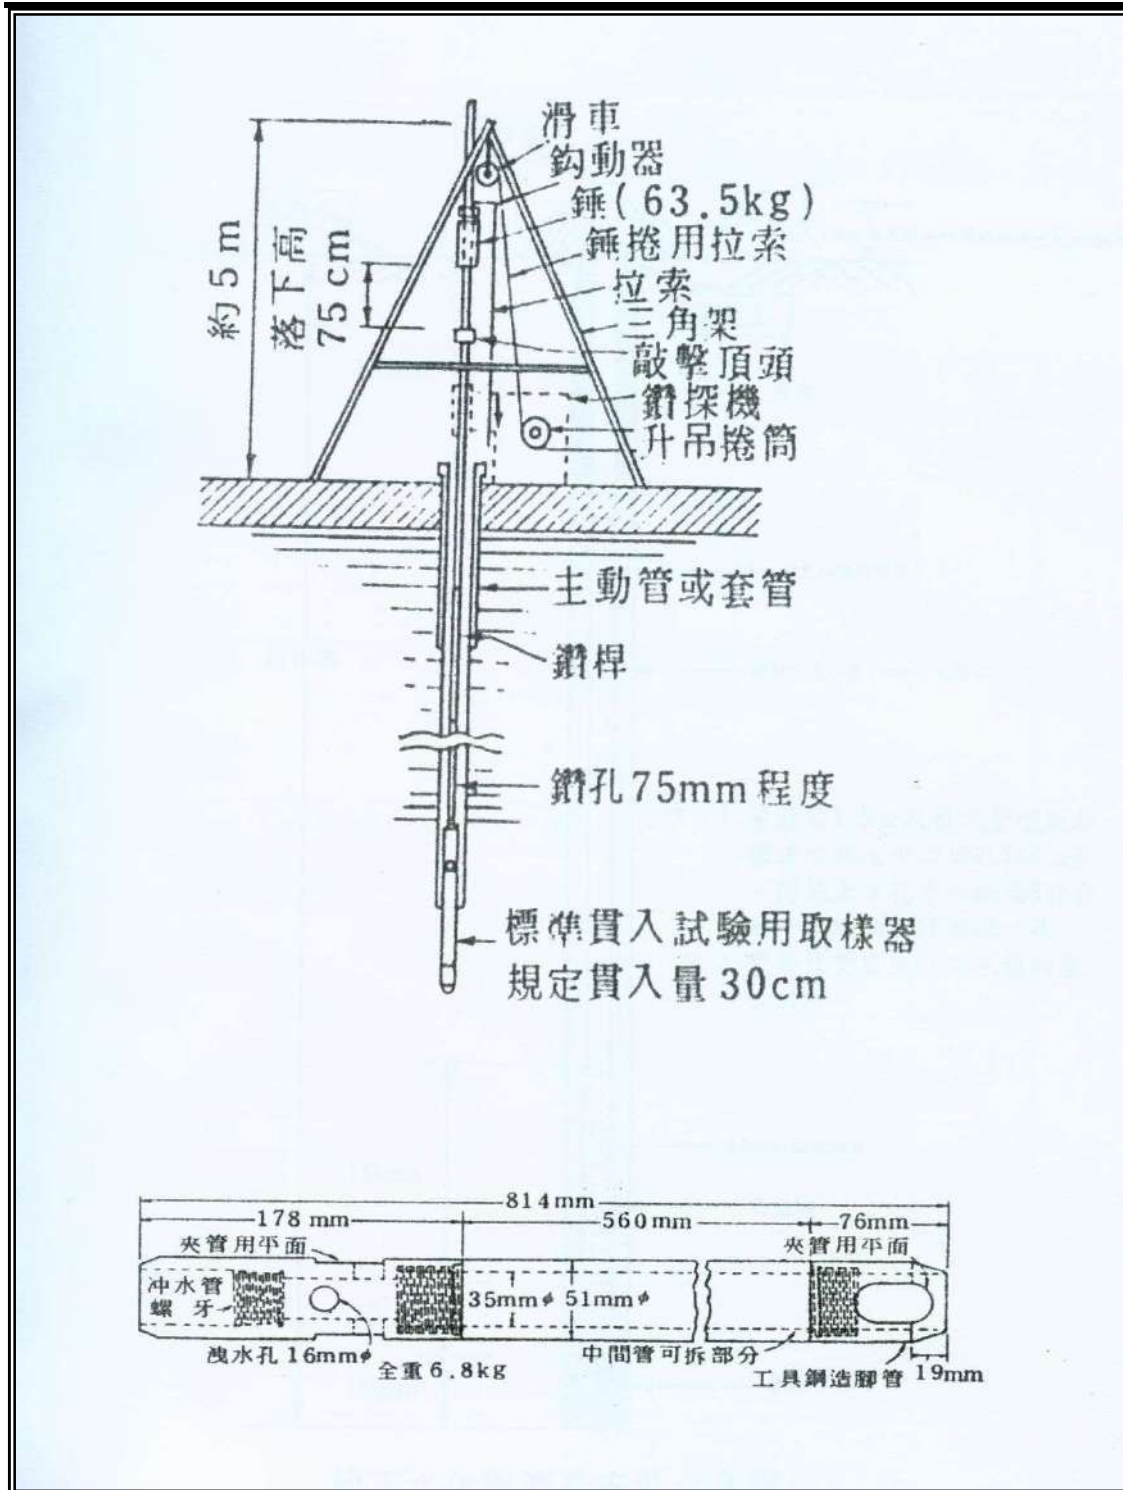 滑車
鈎動器
錘(63.5kg)
錘捲用拉索
拉索
三角架
敲擊頂頭
鑽探機
升吊捲筒
約5m
落下高
75cm
主動管或套管
鑽桿
鑽孔75mm程度
標準貫入試驗用取樣器
規定貫入量30cm
814mm
178mm
560mm
76mm
夾管用平面
夾管用平面
冲水管
螺牙
35mmφ
51mmφ
洩水孔16mmφ
全重6.8kg
中間管可拆部分
工具鋼造腳管
19mm